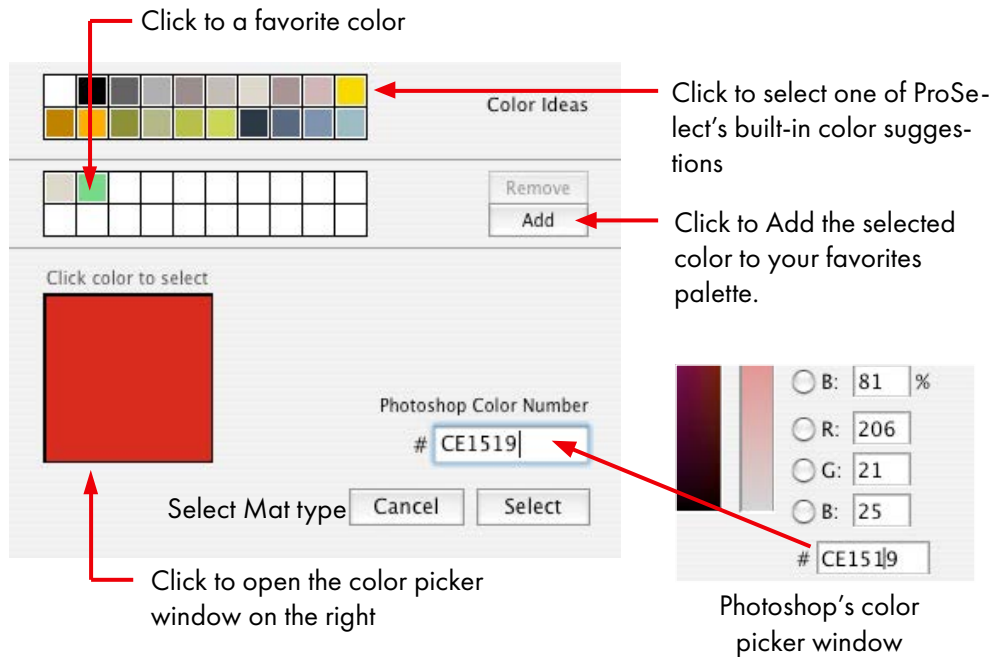 Click to a favorite color
Color Ideas
Click to select one of ProSe-
lect's built-in color sugges-
tions
Remove
Add
Click to Add the selected
color to your favorites
palette.
Click color to select
Photoshop Color Number
# CE1519
Select Mat type
Cancel
Select
Click to open the color picker
window on the right
B: 81 %
R: 206
G: 21
B: 25
# CE1519
Photoshop's color
picker window